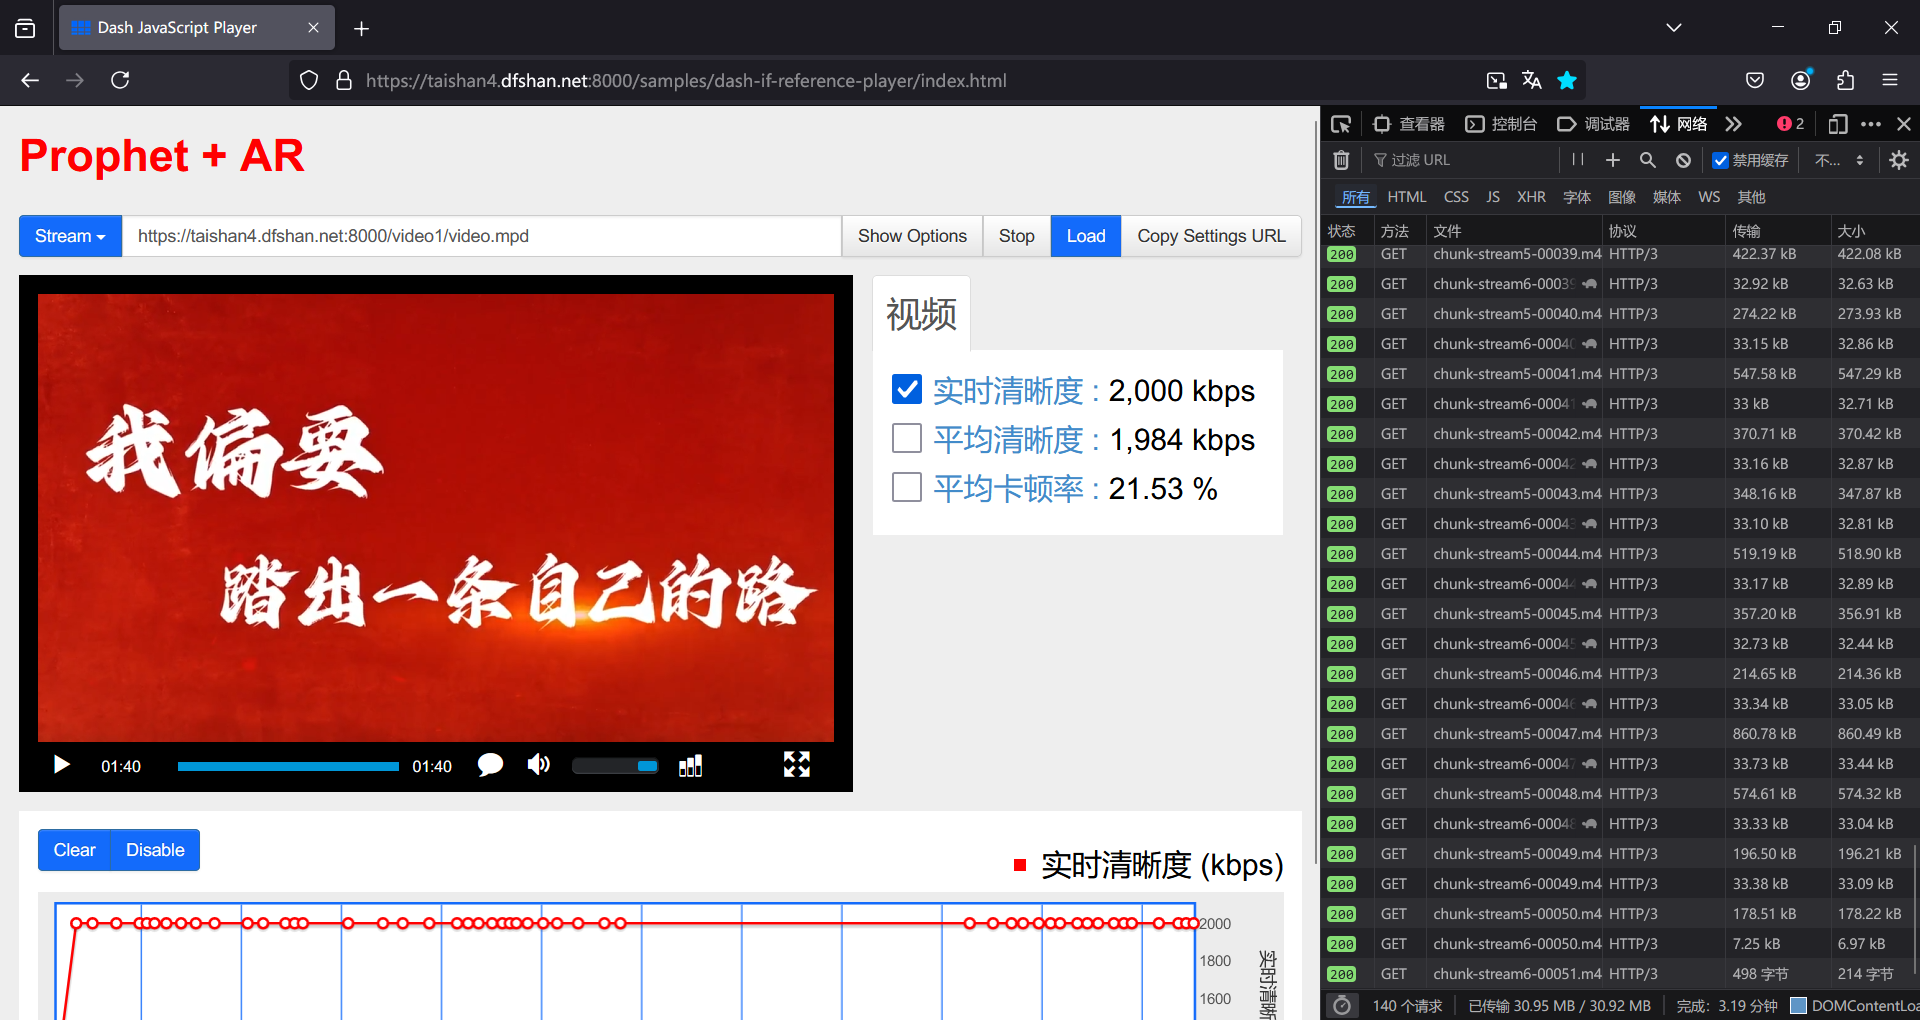 Dash JavaScript Player
https://taishan4.dfshan.net:8000/samples/dash-if-reference-player/index.html
Prophet + AR
Stream
https://taishan4.dfshan.net:8000/video1/video.mpd
Show Options
Stop
Load
Copy Settings URL
我偏要
踏出一条自己的路
01:40
01:40
视频
实时清晰度 : 2,000 kbps
平均清晰度 : 1,984 kbps
平均卡顿率 : 21.53 %
Clear
Disable
实时清晰度 (kbps)
2000
1800
1600
实时清晰
查看器
控制台
调试器
网络
2
过滤 URL
禁用缓存
不...
所有 HTML CSS JS XHR 字体 图像 媒体 WS 其他
状态 方法 文件 协议 传输 大小
200 GET chunk-stream5-00039.m4 HTTP/3 422.37 kB 422.08 kB
200 GET chunk-stream6-00039 HTTP/3 32.92 kB 32.63 kB
200 GET chunk-stream5-00040.m4 HTTP/3 274.22 kB 273.93 kB
200 GET chunk-stream6-00040 HTTP/3 33.15 kB 32.86 kB
200 GET chunk-stream5-00041.m4 HTTP/3 547.58 kB 547.29 kB
200 GET chunk-stream6-00041 HTTP/3 33 kB 32.71 kB
200 GET chunk-stream5-00042.m4 HTTP/3 370.71 kB 370.42 kB
200 GET chunk-stream6-00042 HTTP/3 33.16 kB 32.87 kB
200 GET chunk-stream5-00043.m4 HTTP/3 348.16 kB 347.87 kB
200 GET chunk-stream6-00043 HTTP/3 33.10 kB 32.81 kB
200 GET chunk-stream5-00044.m4 HTTP/3 519.19 kB 518.90 kB
200 GET chunk-stream6-00044 HTTP/3 33.17 kB 32.89 kB
200 GET chunk-stream5-00045.m4 HTTP/3 357.20 kB 356.91 kB
200 GET chunk-stream6-00045 HTTP/3 32.73 kB 32.44 kB
200 GET chunk-stream5-00046.m4 HTTP/3 214.65 kB 214.36 kB
200 GET chunk-stream6-00046 HTTP/3 33.34 kB 33.05 kB
200 GET chunk-stream5-00047.m4 HTTP/3 860.78 kB 860.49 kB
200 GET chunk-stream6-00047 HTTP/3 33.73 kB 33.44 kB
200 GET chunk-stream5-00048.m4 HTTP/3 574.61 kB 574.32 kB
200 GET chunk-stream6-00048 HTTP/3 33.33 kB 33.04 kB
200 GET chunk-stream5-00049.m4 HTTP/3 196.50 kB 196.21 kB
200 GET chunk-stream6-00049.m4 HTTP/3 33.38 kB 33.09 kB
200 GET chunk-stream5-00050.m4 HTTP/3 178.51 kB 178.22 kB
200 GET chunk-stream6-00050.m4 HTTP/3 7.25 kB 6.97 kB
200 GET chunk-stream6-00051.m4 HTTP/3 498 字节 214 字节
140 个请求
已传输 30.95 MB / 30.92 MB
完成: 3.19 分钟
DOMContentLoa